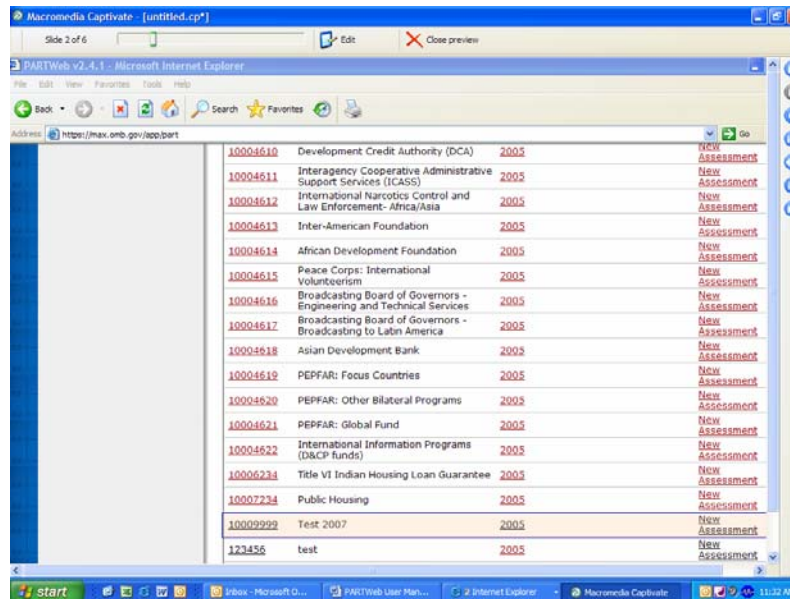 Macromedia Captivate - [untitled.cp*]
Slide 2 of 6 Edit Close preview
PARTWeb v2.4.1 - Microsoft Internet Explorer
File Edit View Favorites Tools Help
Back Search Favorites
Address https://max.omb.gov/app/part Go
10004610 Development Credit Authority (DCA) 2005 New Assessment
10004611 Interagency Cooperative Administrative Support Services (ICASS) 2005 New Assessment
10004612 International Narcotics Control and Law Enforcement- Africa/Asia 2005 New Assessment
10004613 Inter-American Foundation 2005 New Assessment
10004614 African Development Foundation 2005 New Assessment
10004615 Peace Corps: International Volunteerism 2005 New Assessment
10004616 Broadcasting Board of Governors - Engineering and Technical Services 2005 New Assessment
10004617 Broadcasting Board of Governors - Broadcasting to Latin America 2005 New Assessment
10004618 Asian Development Bank 2005 New Assessment
10004619 PEPFAR: Focus Countries 2005 New Assessment
10004620 PEPFAR: Other Bilateral Programs 2005 New Assessment
10004621 PEPFAR: Global Fund 2005 New Assessment
10004622 International Information Programs (D&CP funds) 2005 New Assessment
10006234 Title VI Indian Housing Loan Guarantee 2005 New Assessment
10007234 Public Housing 2005 New Assessment
10009999 Test 2007 2005 New Assessment
123456 test 2005 New Assessment
start Inbox - Microsoft O... PARTWeb User Man... 2 Internet Explorer Macromedia Captivate 11:32 AM